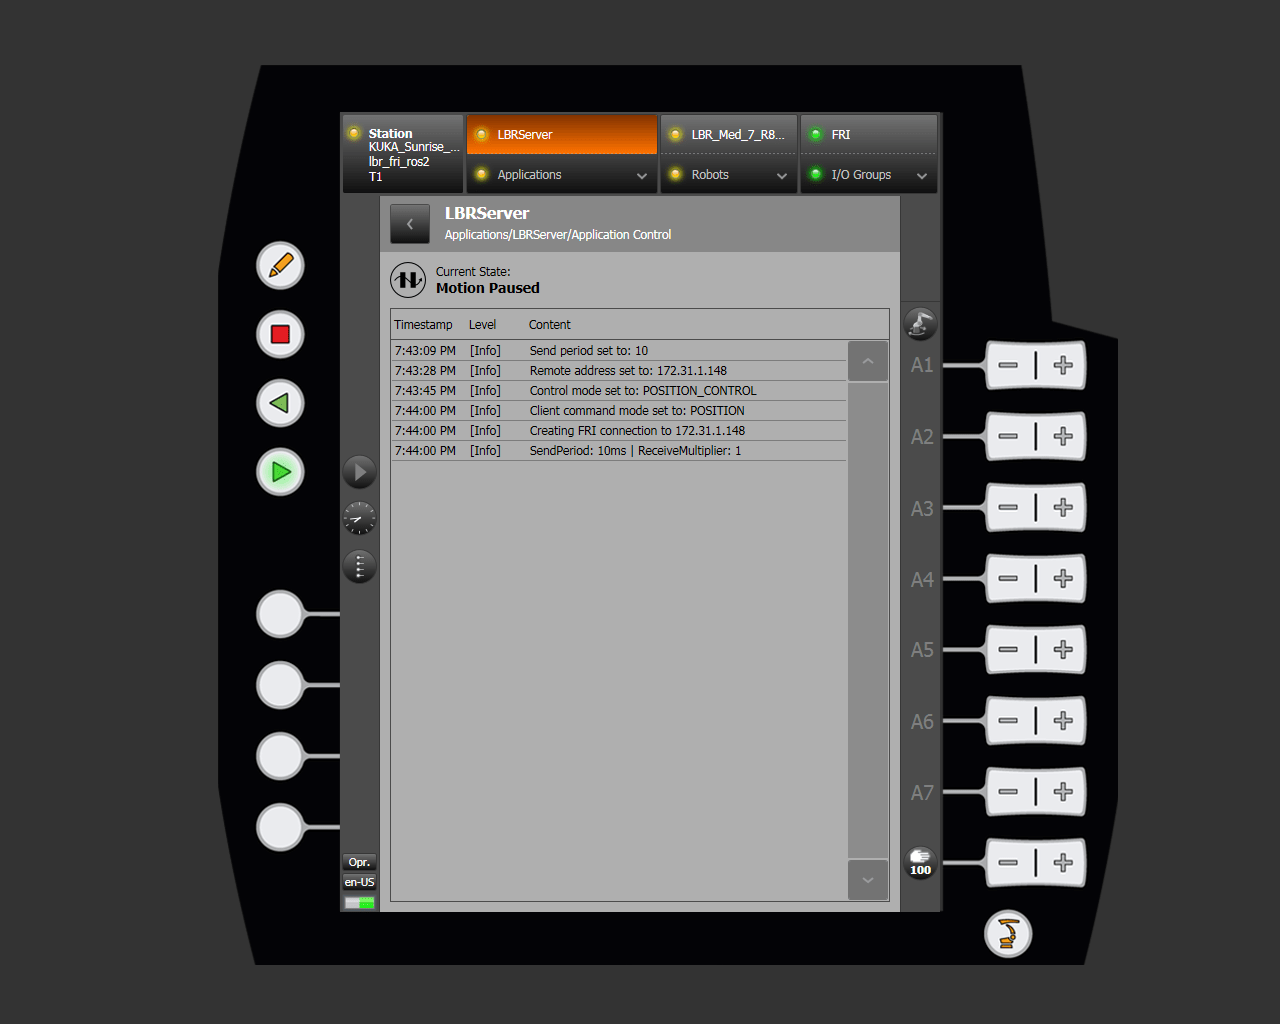 Station
KUKA_Sunrise_...
lbr_fri_ros2
T1
LBRServer
Applications
LBR_Med_7_R8...
Robots
FRI
I/O Groups
LBRServer
Applications/LBRServer/Application Control
Current State:
Motion Paused
Timestamp Level Content
7:43:09 PM [Info] Send period set to: 10
7:43:28 PM [Info] Remote address set to: 172.31.1.148
7:43:45 PM [Info] Control mode set to: POSITION_CONTROL
7:44:00 PM [Info] Client command mode set to: POSITION
7:44:00 PM [Info] Creating FRI connection to 172.31.1.148
7:44:00 PM [Info] SendPeriod: 10ms | ReceiveMultiplier: 1
A1
A2
A3
A4
A5
A6
A7
100
Opr.
en-US